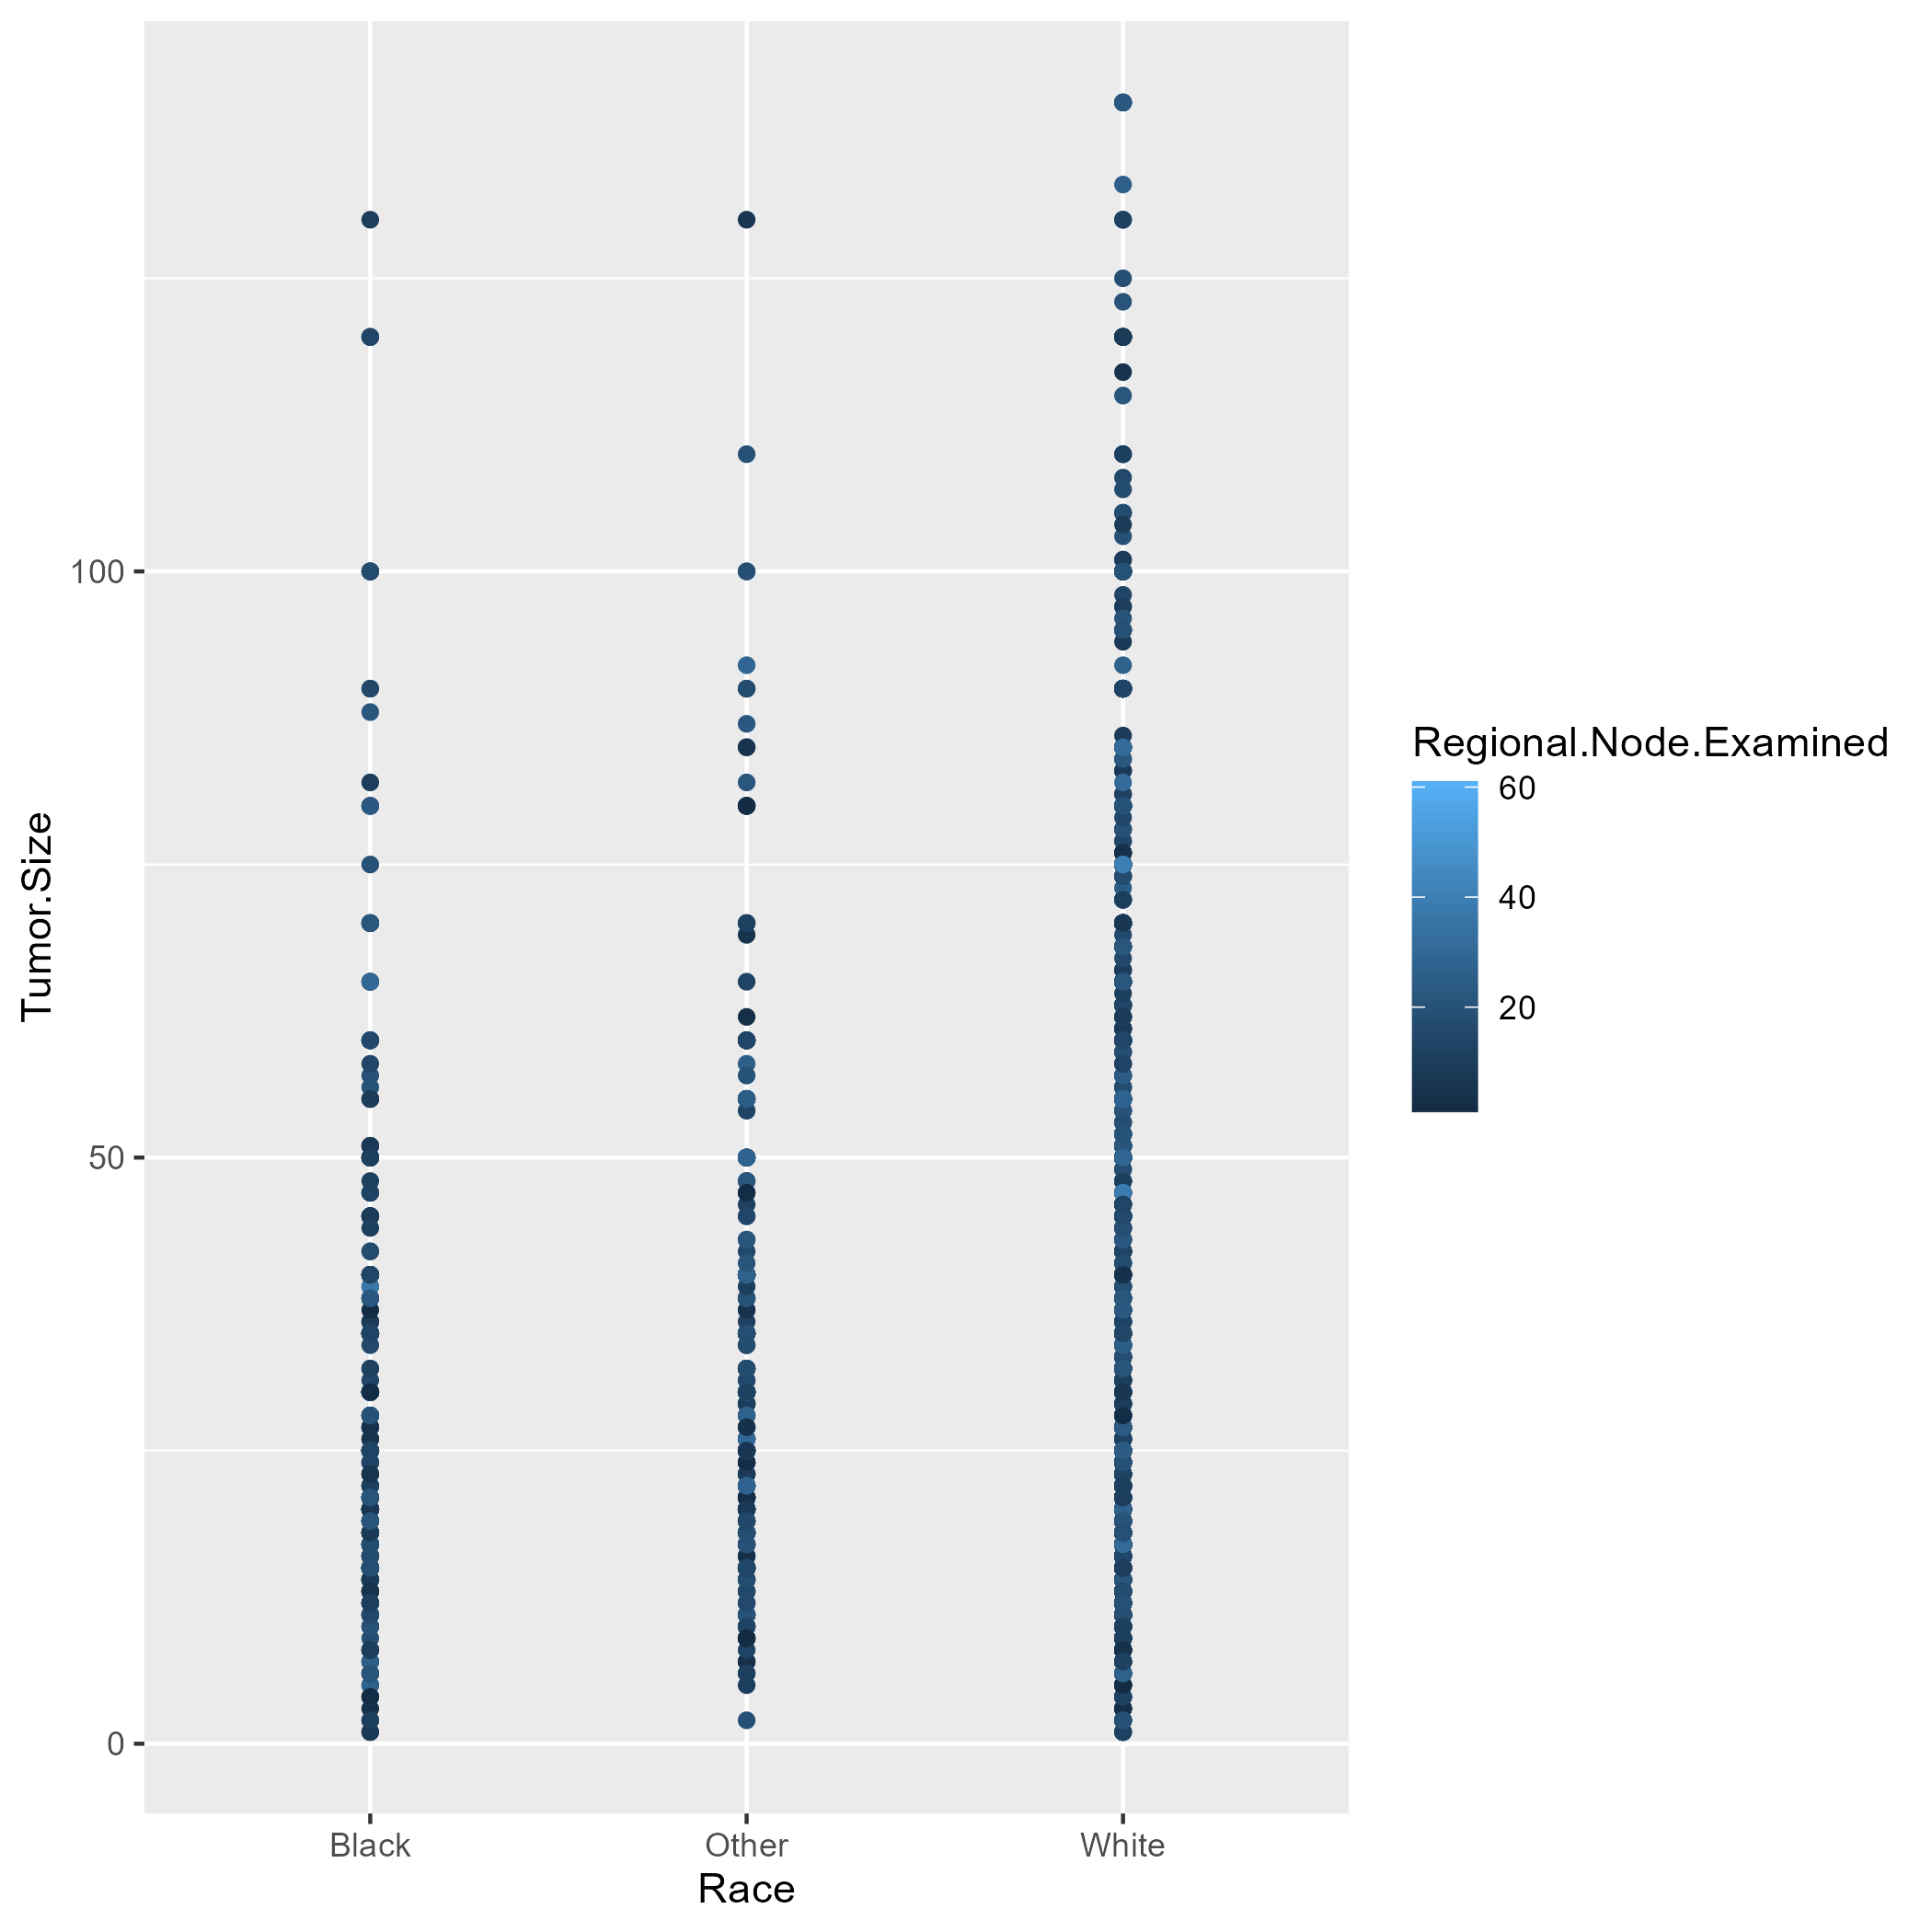 Tumor.Size
100
50
0
Black
Other
White
Race
Regional.Node.Examined
60
40
20